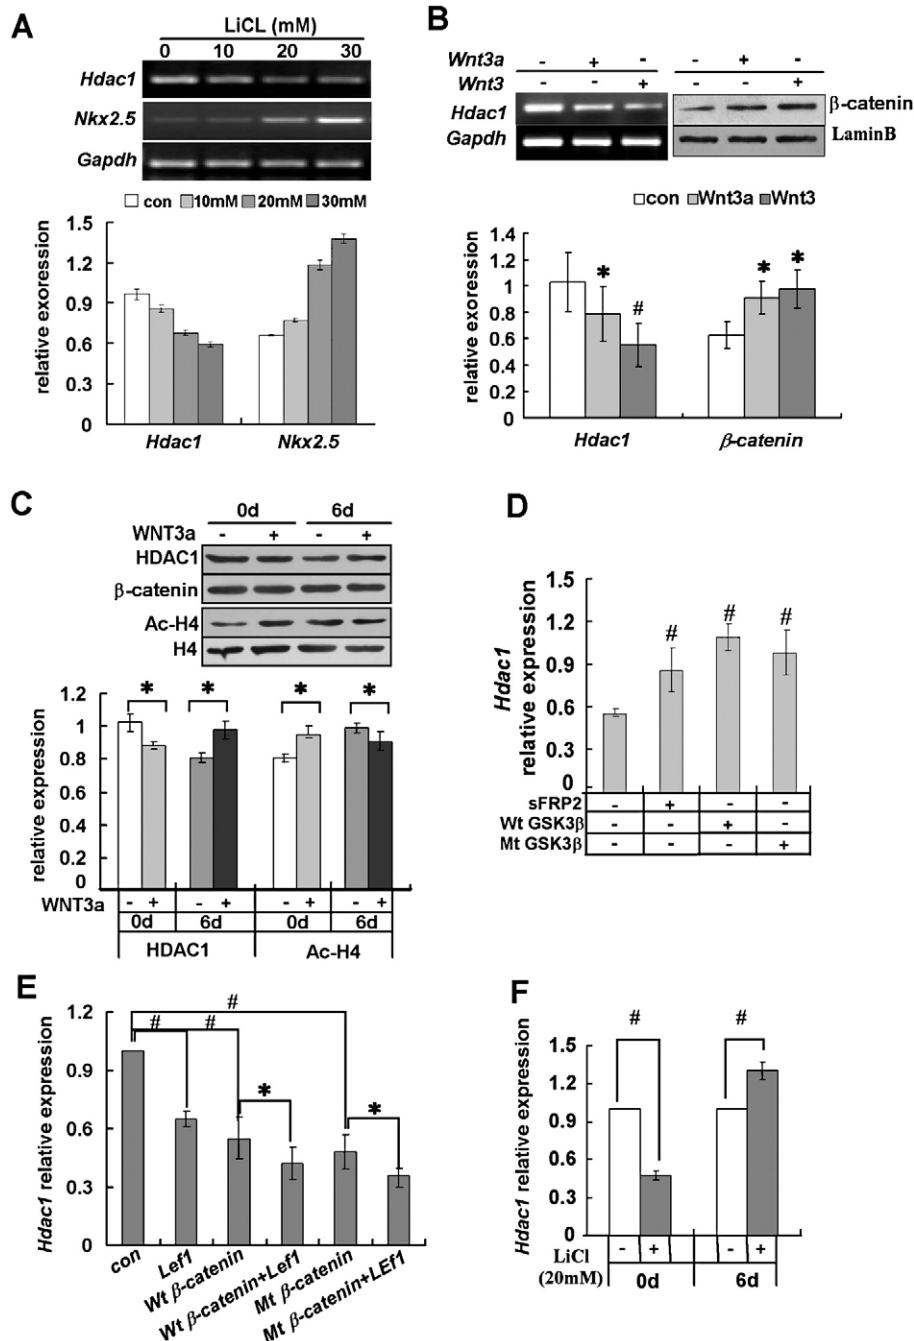 A
LiCL (mM)
0 10 20 30
Hdac1
Nkx2.5
Gapdh
con 10mM 20mM 30mM
relative exoression
1.5
1.2
0.9
0.6
0
Hdac1 Nkx2.5
B
Wnt3a - + - - + -
Wnt3 - - + - - +
Hdac1 β-catenin
Gapdh LaminB
con Wnt3a Wnt3
relative exoression
1.4
1.2
1
0.8
0.6
0.4
0.2
0
* # * *
Hdac1 β-catenin
C
0d 6d
WNT3a - + - +
HDAC1
β-catenin
Ac-H4
H4
relative expression
1.2
1
0.8
0.6
0.4
0.2
0
* * * *
WNT3a - + - + - + - +
0d 6d 0d 6d
HDAC1 Ac-H4
D
Hdac1
relative expression
1.5
1.2
0.9
0.6
0.3
0
# # #
sFRP2 - + - -
Wt GSK3β - - + -
Mt GSK3β - - - +
E
Hdac1 relative expression
1.2
0.9
0.6
0.3
0
#
# #
* *
con Lef1 Wt β-catenin Wt β-catenin+Lef1 Mt β-catenin Mt β-catenin+LEf1
F
Hdac1 relative expression
1.5
1.2
0.9
0.6
0.3
0
# #
LiCl - + - +
(20mM) 0d 6d